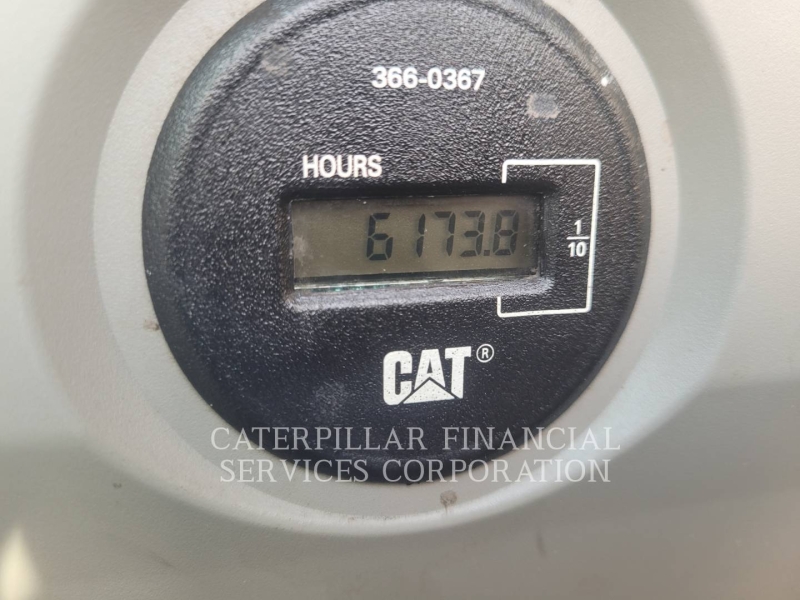 366-0367
HOURS
6173.8
1
10
CAT®
CATERPILLAR FINANCIAL
SERVICES CORPORATION